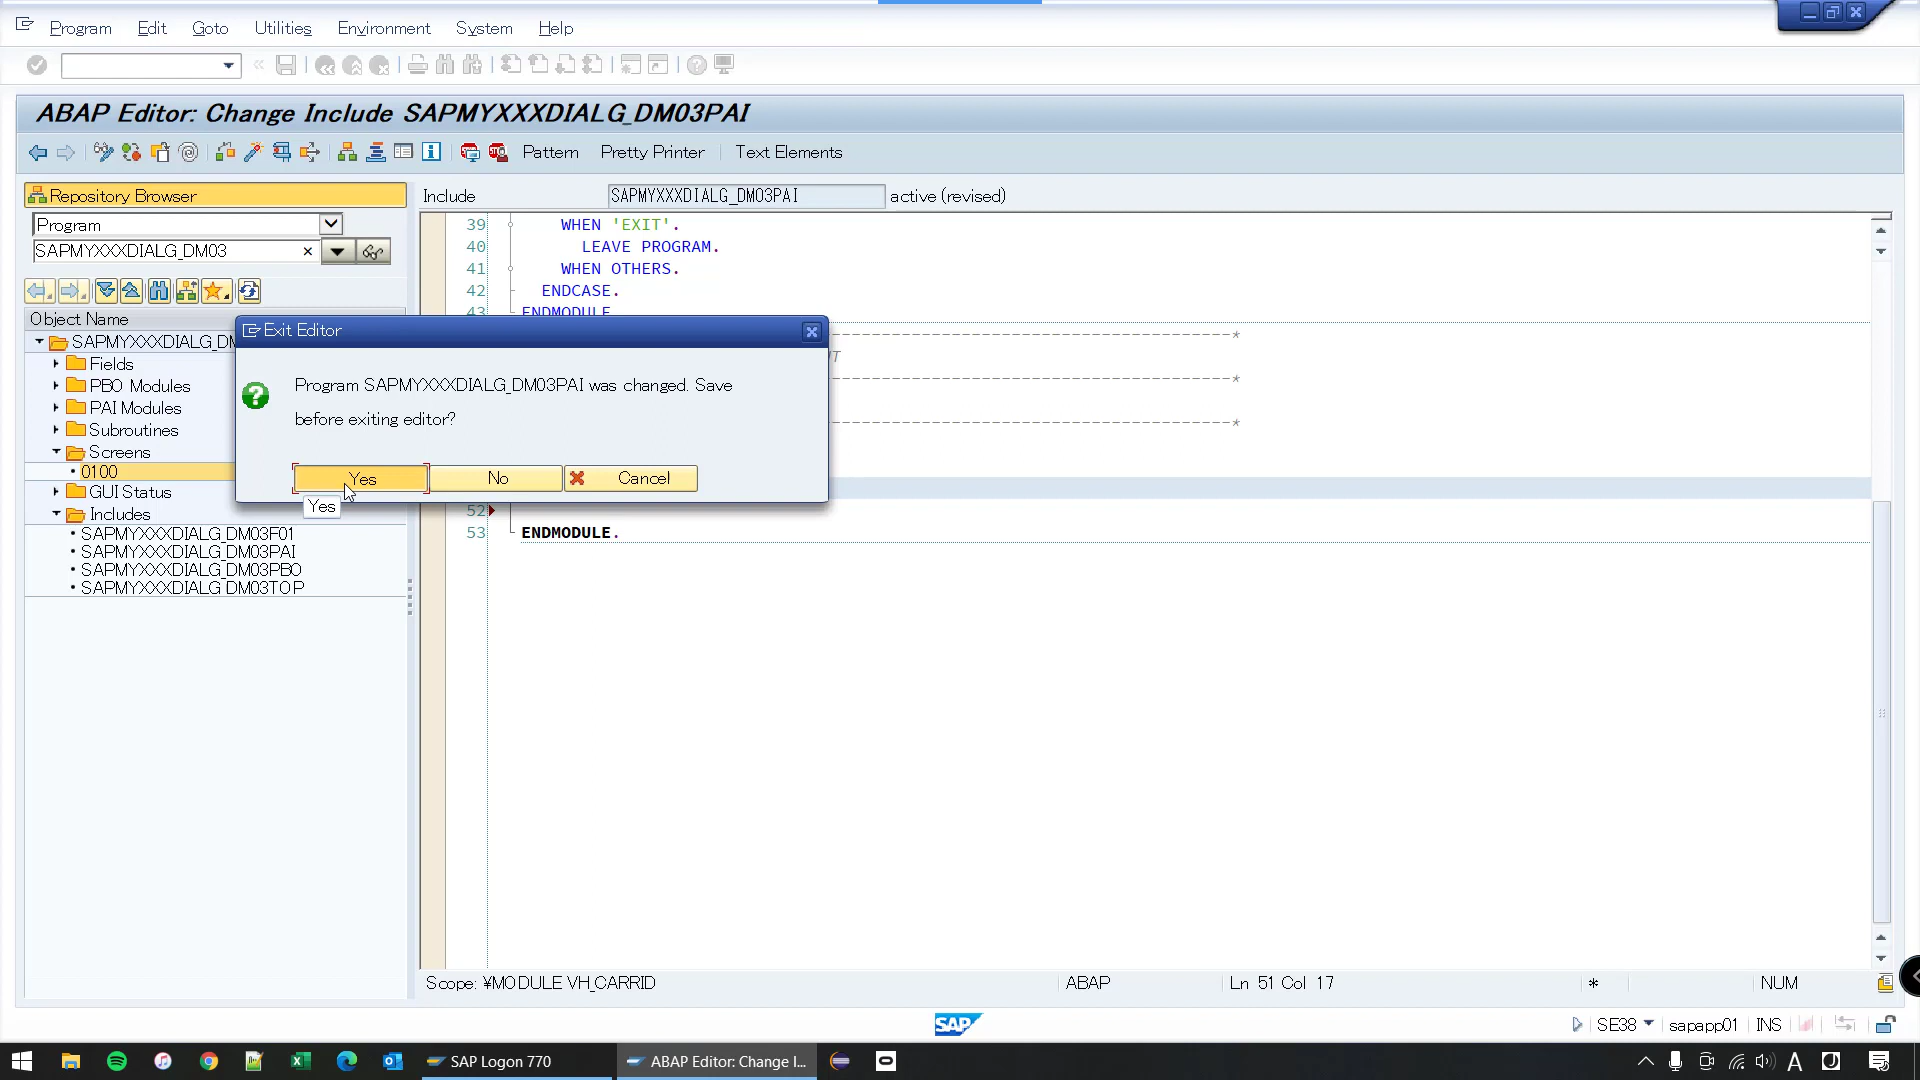 Program Edit Goto Utilities Environment System Help
ABAP Editor: Change Include SAPMYXXXDIALG_DM03PAI
Pattern Pretty Printer Text Elements
Repository Browser
Include SAPMYXXXDIALG_DM03PAI active (revised)
Program
SAPMYXXXDIALG_DM03
Object Name
SAPMYXXXDIALG_DM
Fields
PBO Modules
PAI Modules
Subroutines
Screens
0100
GUI Status
Includes
SAPMYXXXDIALG_DM03F01
SAPMYXXXDIALG_DM03PAI
SAPMYXXXDIALG_DM03PBO
SAPMYXXXDIALG_DM03TOP
39 WHEN 'EXIT'.
40 LEAVE PROGRAM.
41 WHEN OTHERS.
42 ENDCASE.
43 ENDMODULE.
Exit Editor
Program SAPMYXXXDIALG_DM03PAI was changed. Save
before exiting editor?
Yes No Cancel
Yes
52
53 ENDMODULE.
Scope: ¥MODULE VH_CARRID ABAP Ln 51 Col 17 * NUM
SAP SE38 sapapp01 INS
SAP Logon 770 ABAP Editor: Change I... A